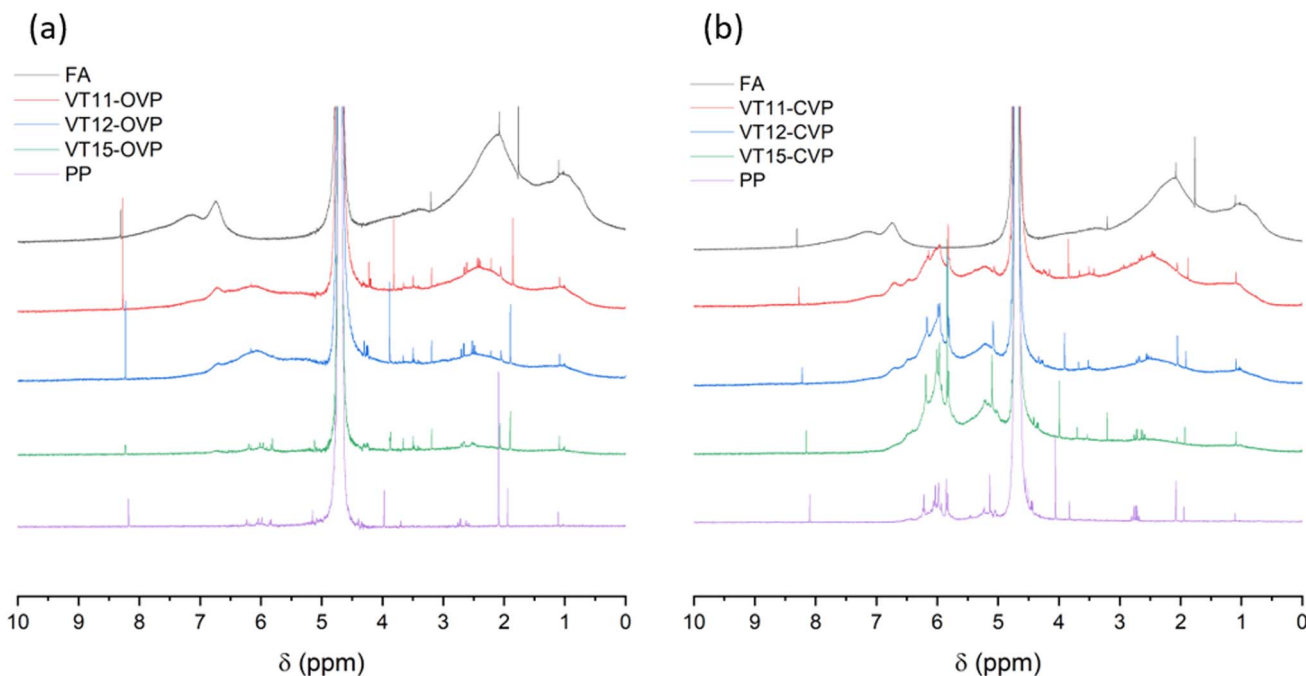 (a)
FA
VT11-OVP
VT12-OVP
VT15-OVP
PP
10 9 8 7 6 5 4 3 2 1 0
δ (ppm)
(b)
FA
VT11-CVP
VT12-CVP
VT15-CVP
PP
10 9 8 7 6 5 4 3 2 1 0
δ (ppm)